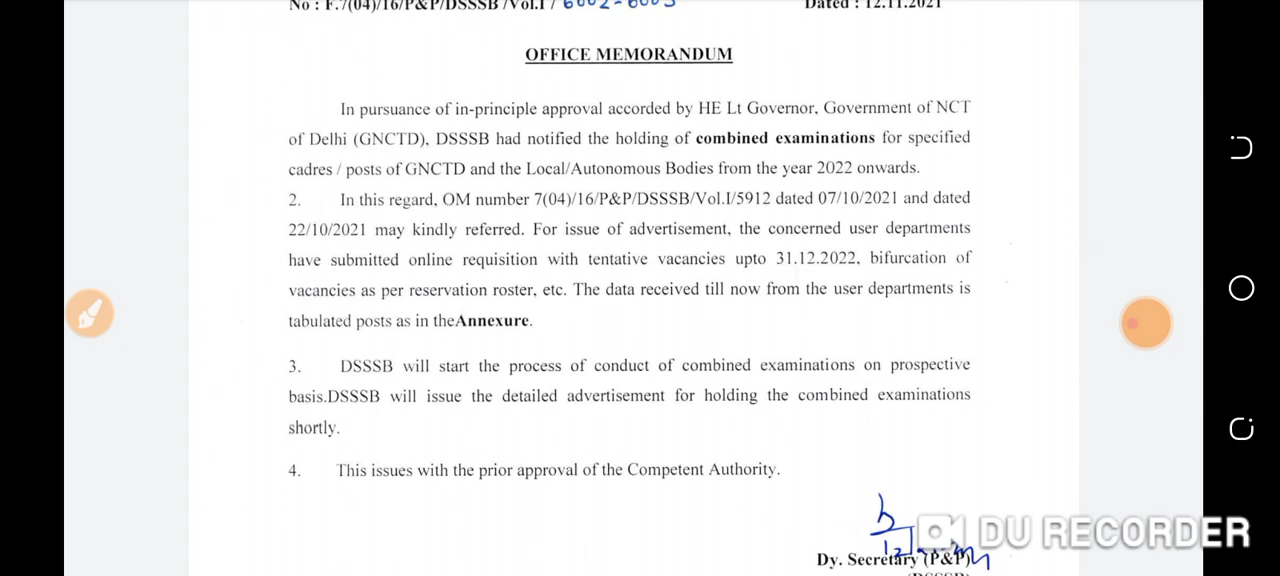 No : F.7(04)/16/P&P/DSSSB/Vol.I / 6002-6003 Dated : 12.11.2021
OFFICE MEMORANDUM
In pursuance of in-principle approval accorded by HE Lt Governor, Government of NCT
of Delhi (GNCTD), DSSSB had notified the holding of combined examinations for specified
cadres / posts of GNCTD and the Local/Autonomous Bodies from the year 2022 onwards.
2. In this regard, OM number 7(04)/16/P&P/DSSSB/Vol.I/5912 dated 07/10/2021 and dated
22/10/2021 may kindly referred. For issue of advertisement, the concerned user departments
have submitted online requisition with tentative vacancies upto 31.12.2022, bifurcation of
vacancies as per reservation roster, etc. The data received till now from the user departments is
tabulated posts as in theAnnexure.
3. DSSSB will start the process of conduct of combined examinations on prospective
basis.DSSSB will issue the detailed advertisement for holding the combined examinations
shortly.
4. This issues with the prior approval of the Competent Authority.
DU RECORDER
Dy. Secretary (P&P)
(DSSSB)